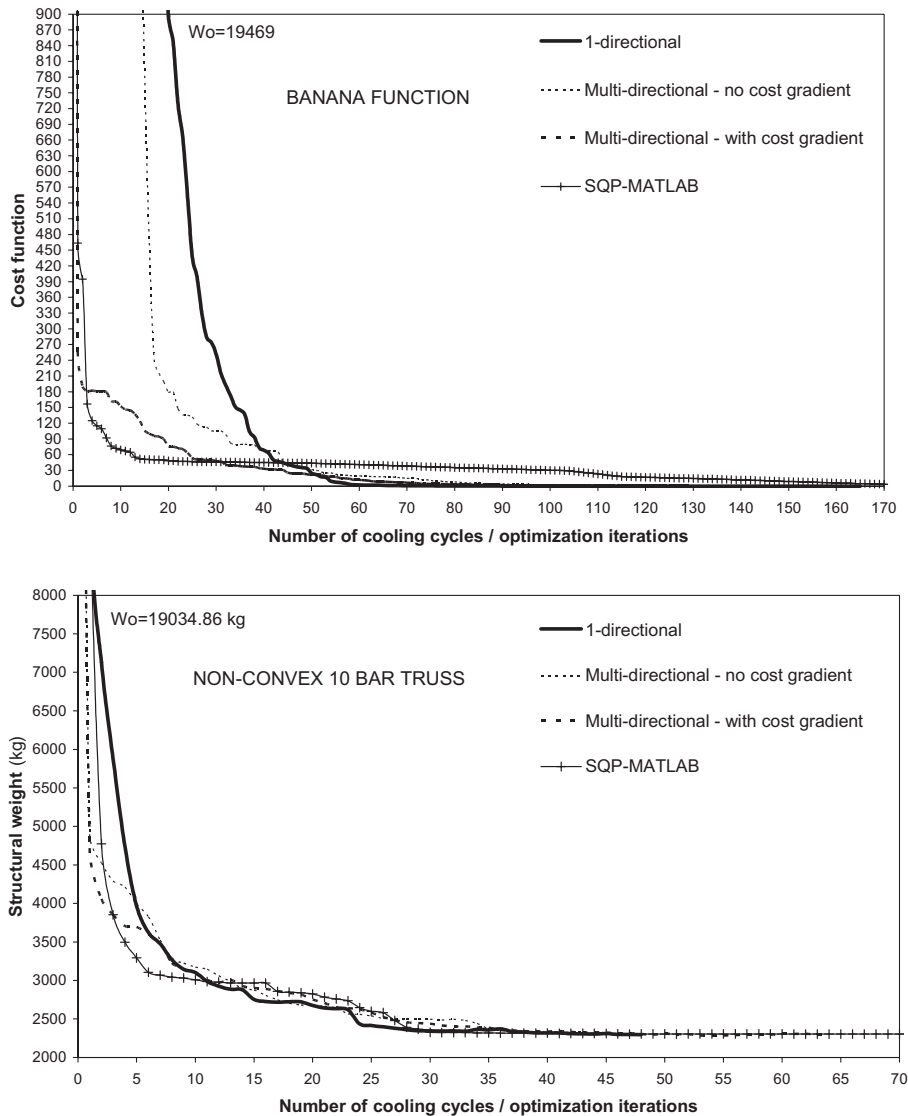 900
870
840
810
780
750
720
690
660
630
600
570
540
510
480
450
420
390
360
330
300
270
240
210
180
150
120
90
60
30
0
Cost function
Wo=19469
BANANA FUNCTION
1-directional
Multi-directional - no cost gradient
Multi-directional - with cost gradient
SQP-MATLAB
0 10 20 30 40 50 60 70 80 90 100 110 120 130 140 150 160 170
Number of cooling cycles / optimization iterations
8000
7500
7000
6500
6000
5500
5000
4500
4000
3500
3000
2500
2000
Structural weight (kg)
Wo=19034.86 kg
NON-CONVEX 10 BAR TRUSS
1-directional
Multi-directional - no cost gradient
Multi-directional - with cost gradient
SQP-MATLAB
0 5 10 15 20 25 30 35 40 45 50 55 60 65 70
Number of cooling cycles / optimization iterations